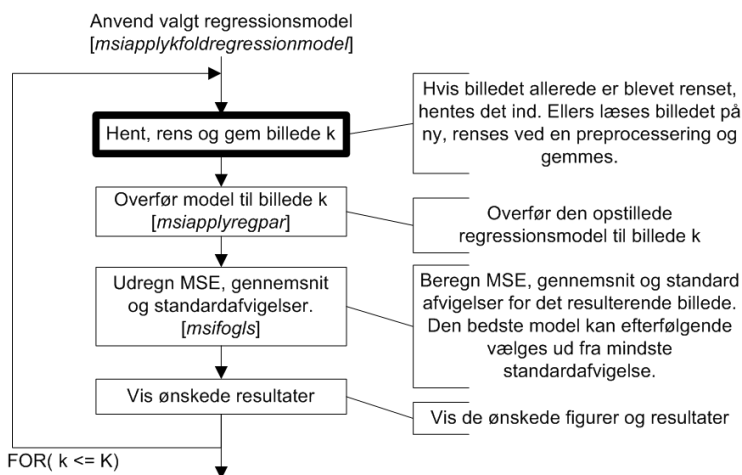 Anvend valgt regressionsmodel
[msiapplykfoldregressionmodel]
Hent, rens og gem billede k
Hvis billedet allerede er blevet renset,
hentes det ind. Ellers læses billedet på
ny, renses ved en preprocessering og
gemmes.
Overfør model til billede k
[msiapplyregpar]
Overfør den opstillede
regressionsmodel til billede k
Udregn MSE, gennemsnit
og standardafvigelser.
[msifogls]
Beregn MSE, gennemsnit og standard
afvigelser for det resulterende billede.
Den bedste model kan efterfølgende
vælges ud fra mindste
standardafvigelse.
Vis ønskede resultater
Vis de ønskede figurer og resultater
FOR( k <= K)